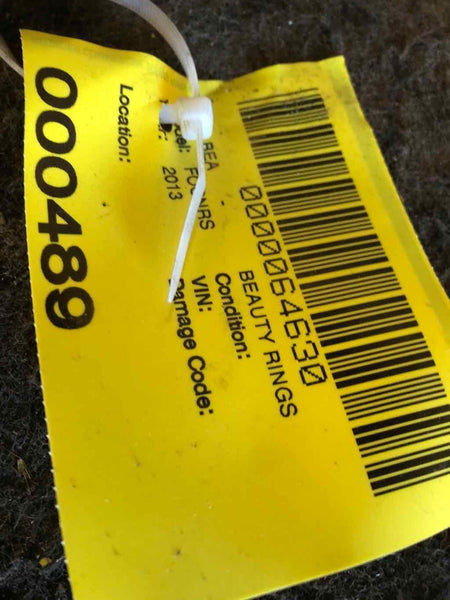 0000064630
BEAUTY RINGS
Condition:
VIN:
Damage Code:
2013
Location:
000489